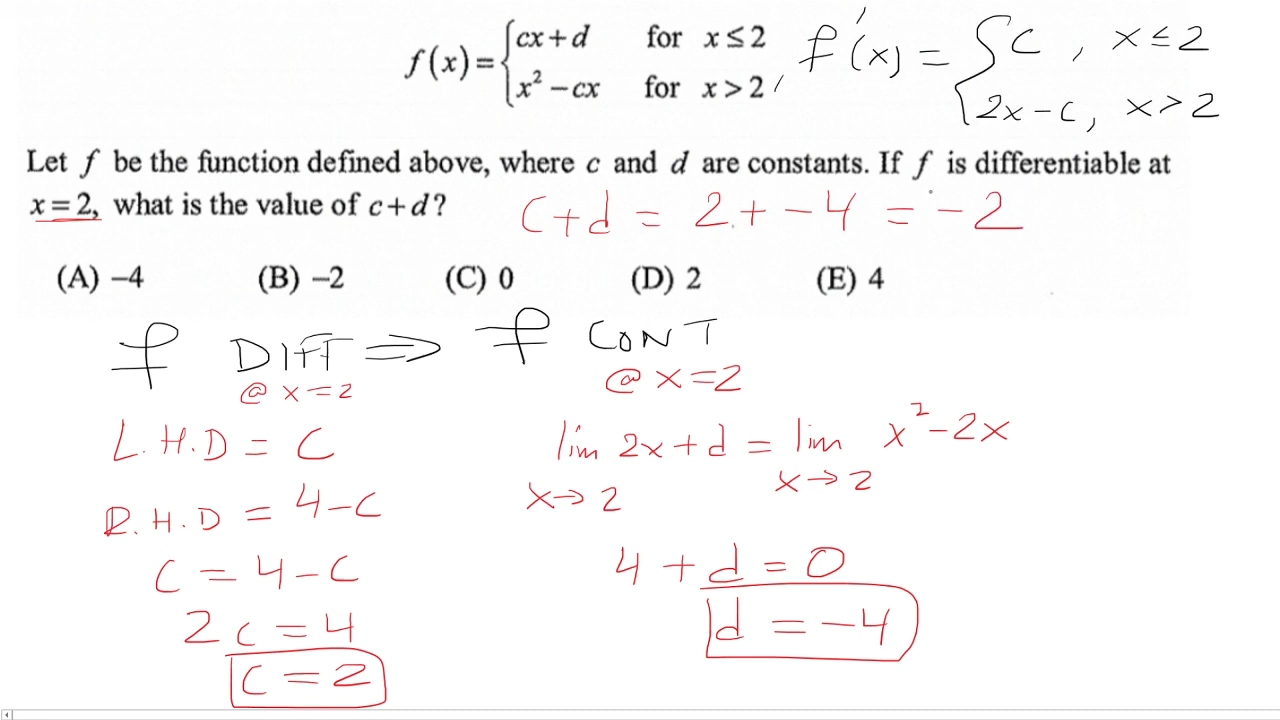 f(x) = { cx + d for x ≤ 2
x² − cx for x > 2,
f'(x) = { c, x ≤ 2
2x − c, x > 2
Let f be the function defined above, where c and d are constants. If f is differentiable at
x = 2, what is the value of c + d?
c + d = 2 + −4 = −2
(A) −4 (B) −2 (C) 0 (D) 2 (E) 4
f DIFF ⇒ f CONT
@ x = 2 @ x = 2
L.H.D = C
R.H.D = 4 − C
C = 4 − C
2C = 4
C = 2
lim 2x + d = lim x² − 2x
x → 2 x → 2
4 + d = 0
d = −4